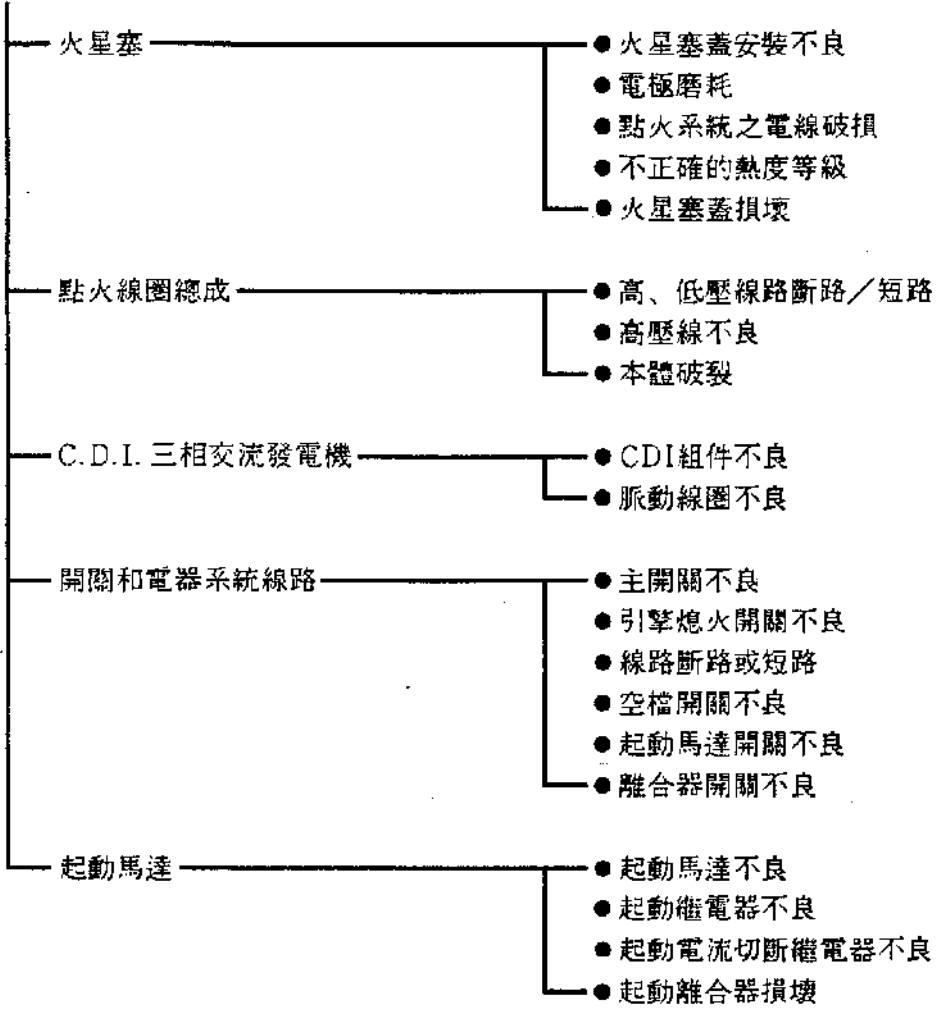 火星塞
●火星塞蓋安裝不良
●電極磨耗
●點火系統之電線破損
●不正確的熱度等級
●火星塞蓋損壞
點火線圈總成
●高、低壓線路斷路／短路
●高壓線不良
●本體破裂
C.D.I.三相交流發電機
●CDI組件不良
●脈動線圈不良
開關和電器系統線路
●主開關不良
●引擎熄火開關不良
●線路斷路或短路
●空檔開關不良
●起動馬達開關不良
●離合器開關不良
起動馬達
●起動馬達不良
●起動繼電器不良
●起動電流切斷繼電器不良
●起動離合器損壞